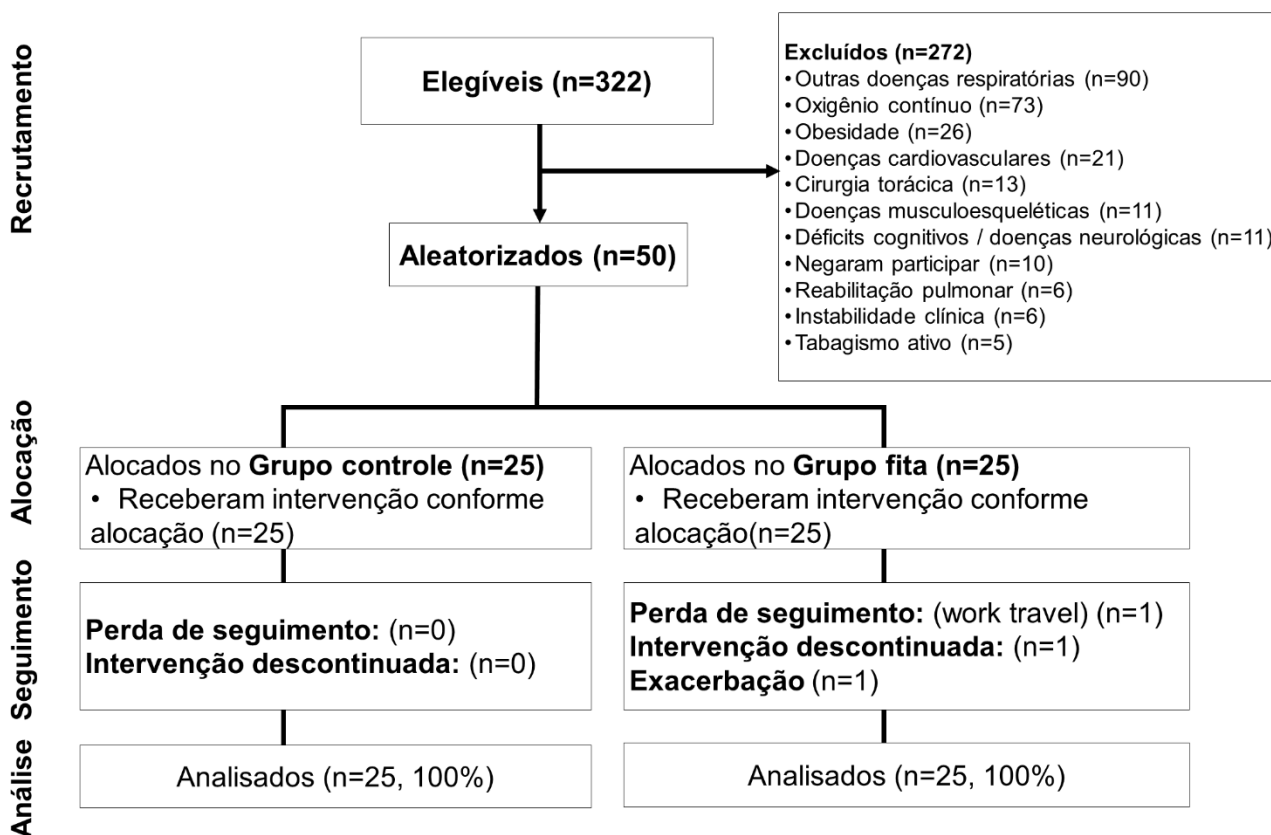 Recrutamento
Elegíveis (n=322)
Excluídos (n=272)
•Outras doenças respiratórias (n=90)
•Oxigênio contínuo (n=73)
•Obesidade (n=26)
•Doenças cardiovasculares (n=21)
•Cirurgia torácica (n=13)
•Doenças musculoesqueléticas (n=11)
•Déficits cognitivos / doenças neurológicas (n=11)
•Negaram participar (n=10)
•Reabilitação pulmonar (n=6)
•Instabilidade clínica (n=6)
•Tabagismo ativo (n=5)
Aleatorizados (n=50)
Alocação
Alocados no Grupo controle (n=25)
• Receberam intervenção conforme
alocação (n=25)
Alocados no Grupo fita (n=25)
• Receberam intervenção conforme
alocação(n=25)
Seguimento
Perda de seguimento: (n=0)
Intervenção descontinuada: (n=0)
Perda de seguimento: (work travel) (n=1)
Intervenção descontinuada: (n=1)
Exacerbação (n=1)
Análise
Analisados (n=25, 100%)
Analisados (n=25, 100%)